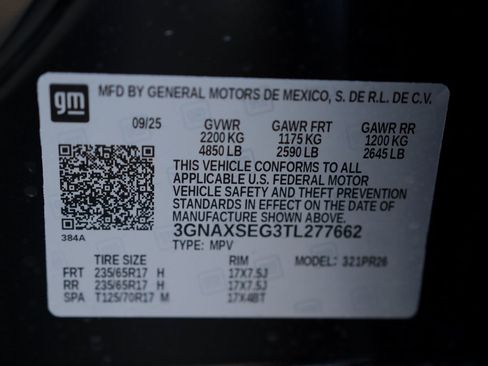 gm
MFD BY GENERAL MOTORS DE MEXICO, S. DE R.L. DE C.V.
09/25 GVWR GAWR FRT GAWR RR
2200 KG 1175 KG 1200 KG
4850 LB 2590 LB 2645 LB
THIS VEHICLE CONFORMS TO ALL
APPLICABLE U.S. FEDERAL MOTOR
VEHICLE SAFETY AND THEFT PREVENTION
STANDARDS IN EFFECT ON THE DATE OF
MANUFACTURE SHOWN ABOVE.
384A 3GNAXSEG3TL277662
TYPE: MPV
TIRE SIZE RIM MODEL: 321PR26
FRT 235/65R17 H 17X7.5J
RR 235/65R17 H 17X7.5J
SPA T125/70R17 M 17X4BT